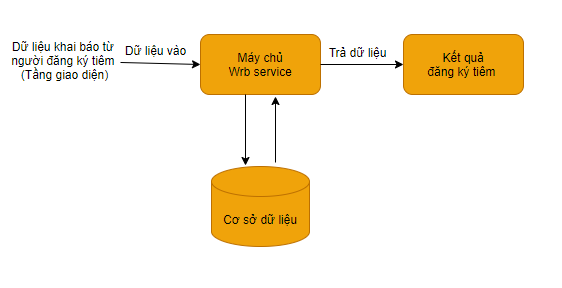 Dữ liệu khai báo từ
người đăng ký tiêm
(Tầng giao diện)
Dữ liệu vào
Máy chủ
Wrb service
Trả dữ liệu
Kết quả
đăng ký tiêm
Cơ sở dữ liệu